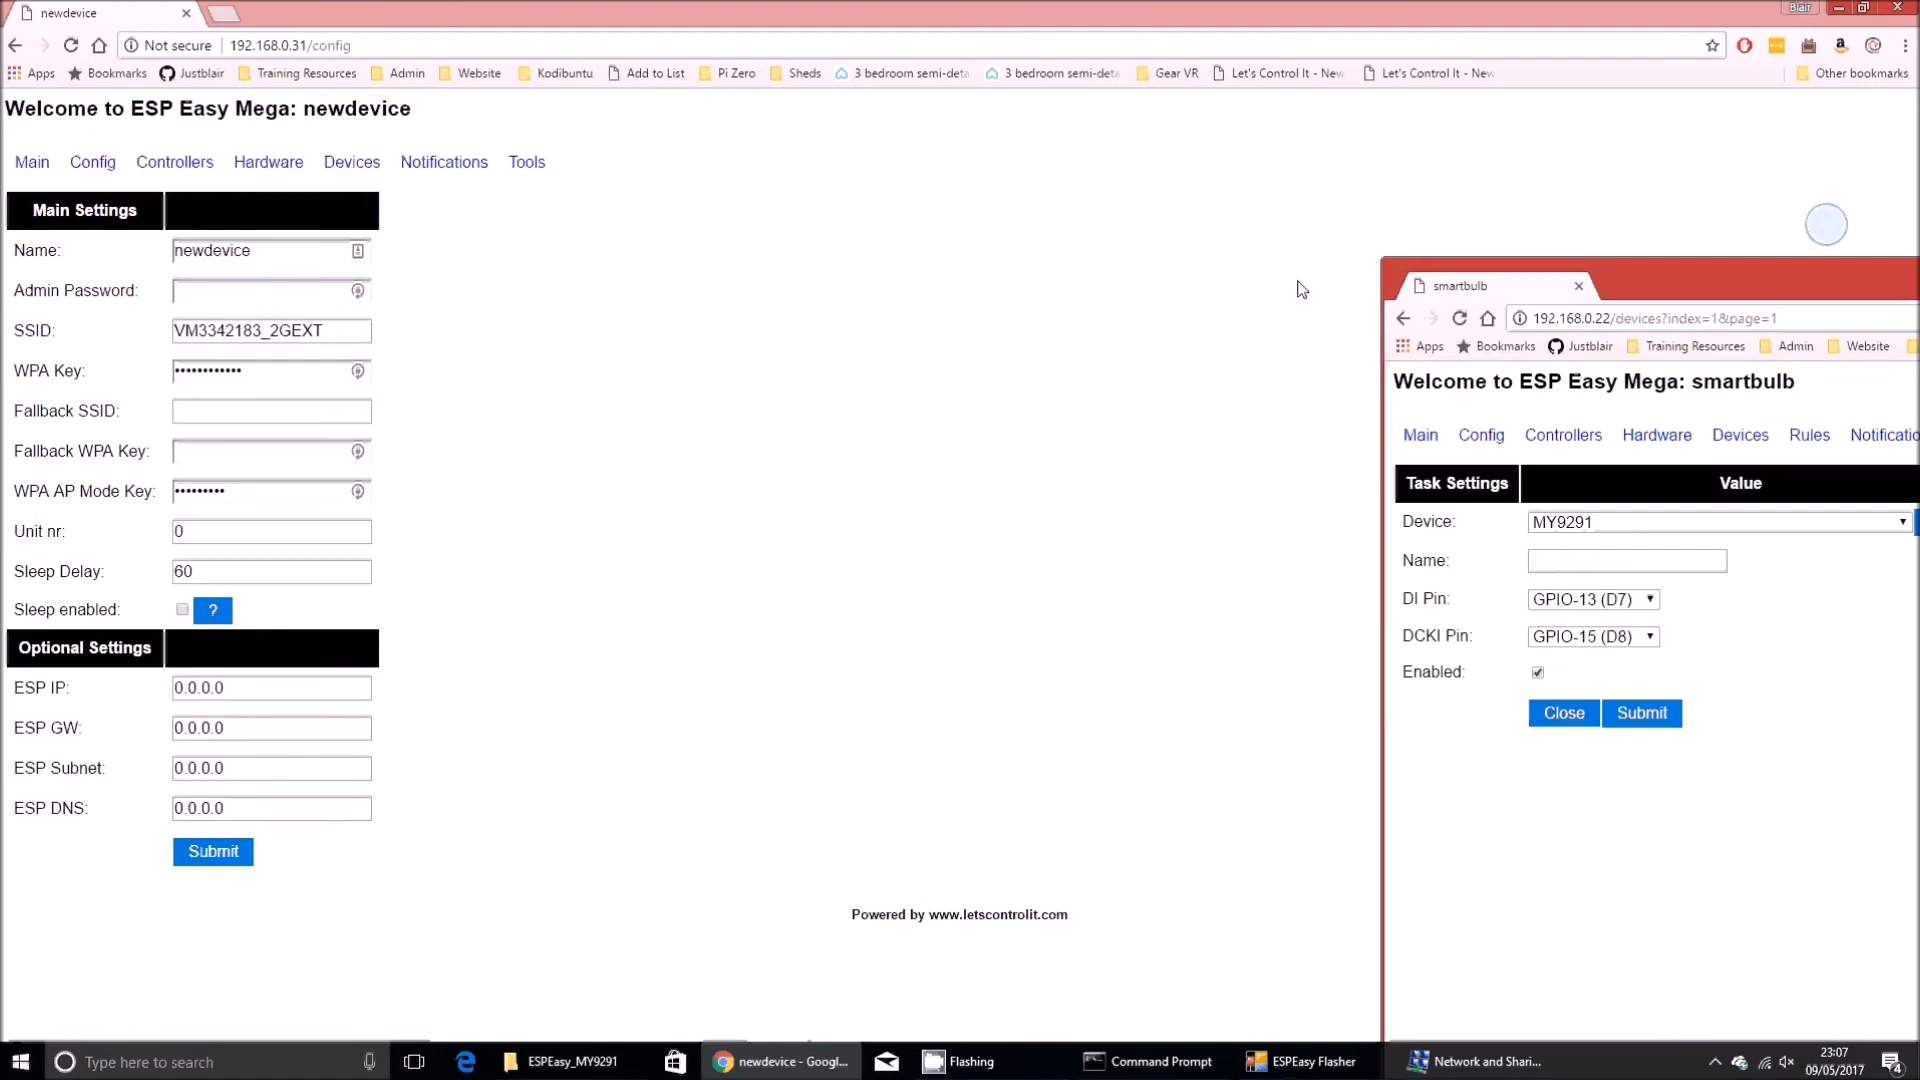 newdevice
Blair
Not secure 192.168.0.31/config
Apps Bookmarks Justblair Training Resources Admin Website Kodibuntu Add to List Pi Zero Sheds 3 bedroom semi-deta 3 bedroom semi-deta Gear VR Let's Control It - New Let's Control It - New Other bookmarks
Welcome to ESP Easy Mega: newdevice
Main Config Controllers Hardware Devices Notifications Tools
Main Settings
Name: newdevice
Admin Password:
SSID: VM3342183_2GEXT
WPA Key: ••••••••••••
Fallback SSID:
Fallback WPA Key:
WPA AP Mode Key: •••••••••
Unit nr: 0
Sleep Delay: 60
Sleep enabled: ?
Optional Settings
ESP IP: 0.0.0.0
ESP GW: 0.0.0.0
ESP Subnet: 0.0.0.0
ESP DNS: 0.0.0.0
Submit
Powered by www.letscontrolit.com
smartbulb
192.168.0.22/devices?index=1&page=1
Apps Bookmarks Justblair Training Resources Admin Website
Welcome to ESP Easy Mega: smartbulb
Main Config Controllers Hardware Devices Rules Notificatio
Task Settings Value
Device: MY9291
Name:
DI Pin: GPIO-13 (D7)
DCKI Pin: GPIO-15 (D8)
Enabled:
Close Submit
Type here to search ESPEasy_MY9291 newdevice - Googl... Flashing Command Prompt ESPEasy Flasher Network and Shari... 23:07
09/05/2017 4